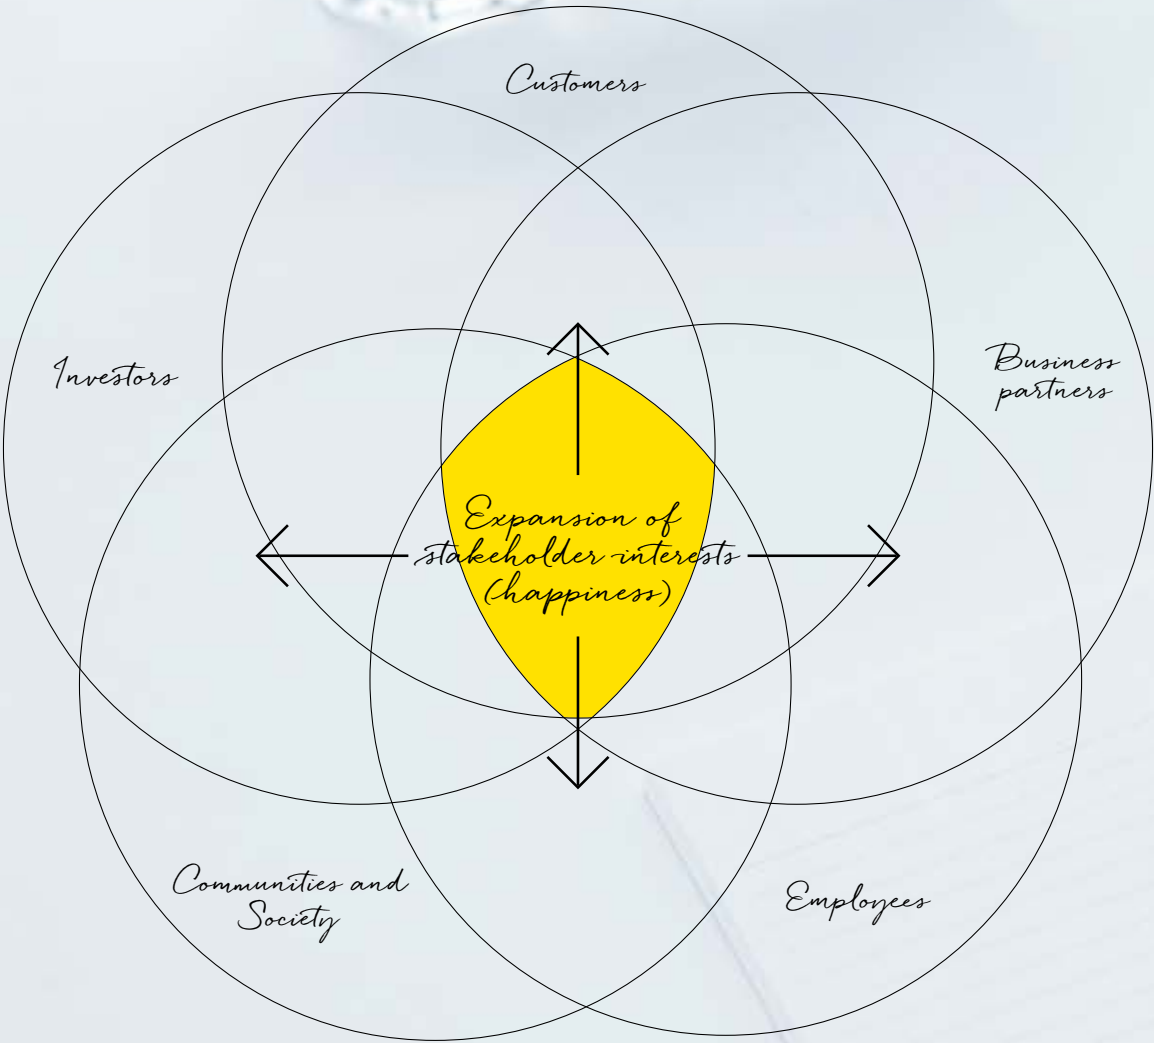 Customers
Investors
Business
partners
Expansion of
stakeholder interests
(happiness)
Communities and
Society
Employees